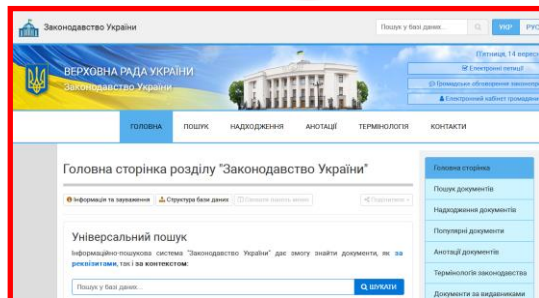 Законодавство України
Пошук у базі даних...
УКР РУС
П'ятниця, 14 верес
ВЕРХОВНА РАДА УКРАЇНИ
Законодавство України
Електронні петиції
Громадське обговорення законопро
Електронний кабінет громадяни
ГОЛОВНА ПОШУК НАДХОДЖЕННЯ АНОТАЦІЇ ТЕРМІНОЛОГІЯ КОНТАКТИ
Головна сторінка розділу "Законодавство України"
Інформація та зауваження Структура бази даних
Поділитися
Універсальний пошук
Інформаційно-пошукова система "Законодавство України" дає змогу знайти документи, як за
реквізитами, так і за контекстом:
Пошук у базі даних...
ШУКАТИ
Головна сторінка
Пошук документів
Надходження документів
Популярні документи
Анотації документів
Термінологія законодавства
Документи за видавниками